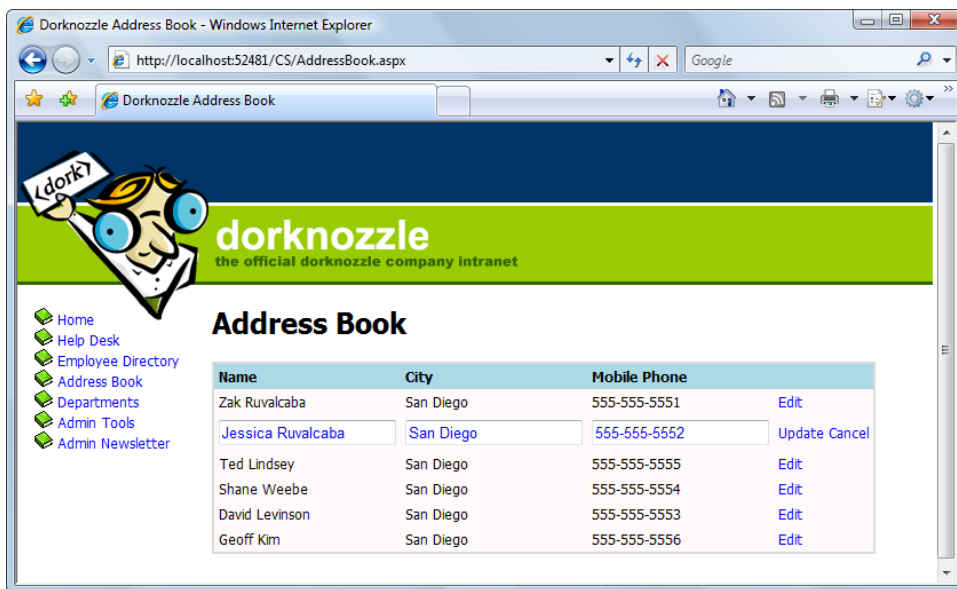 Dorknozzle Address Book - Windows Internet Explorer
http://localhost:52481/CS/AddressBook.aspx
Google
Dorknozzle Address Book
<dork>
dorknozzle
the official dorknozzle company intranet
Home
Help Desk
Employee Directory
Address Book
Departments
Admin Tools
Admin Newsletter
Address Book
Name City Mobile Phone
Zak Ruvalcaba San Diego 555-555-5551 Edit
Jessica Ruvalcaba San Diego 555-555-5552 Update Cancel
Ted Lindsey San Diego 555-555-5555 Edit
Shane Weebe San Diego 555-555-5554 Edit
David Levinson San Diego 555-555-5553 Edit
Geoff Kim San Diego 555-555-5556 Edit